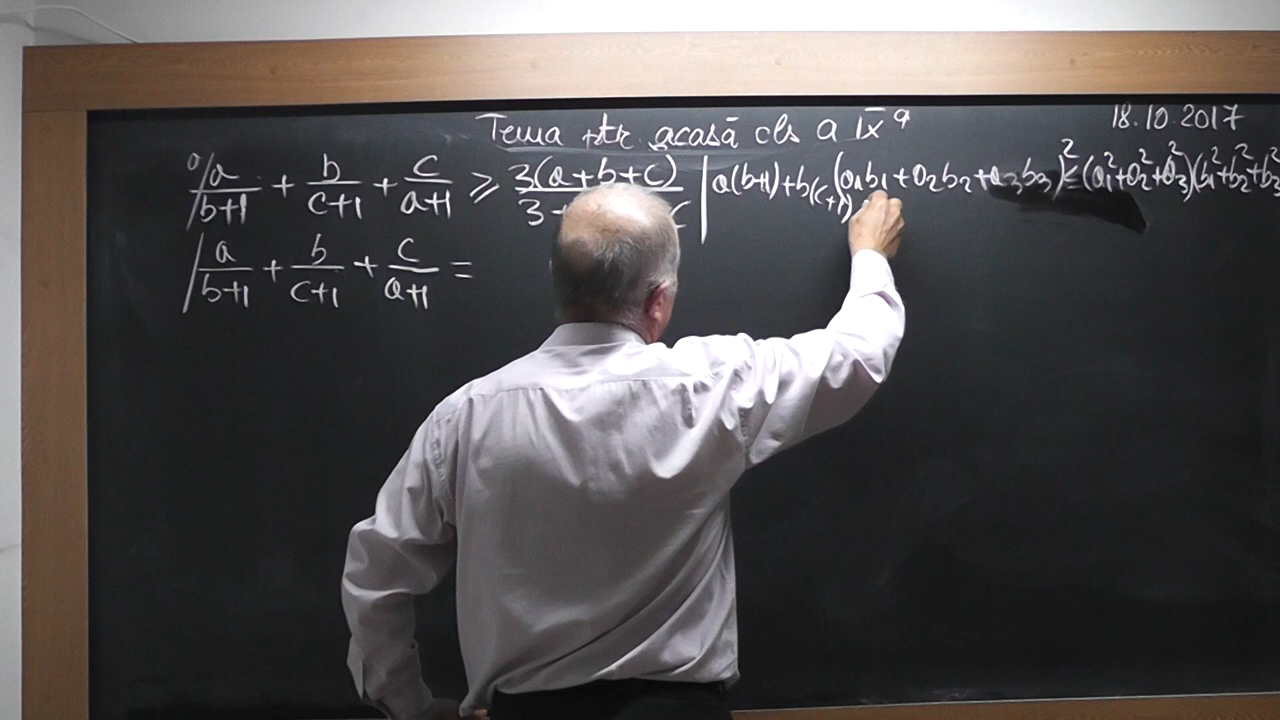 Tema ptr. acasă cls a IX a
18.10.2017
a/(b+1) + b/(c+1) + c/(a+1) ≥ 3(a+b+c)/3+ c | a(b+1)+b(c+1) (a₁b₁+a₂b₂+a₃b₃)² ≤ (a₁²+a₂²+a₃²)(b₁²+b₂²+b₃²
a/(b+1) + b/(c+1) + c/(a+1) =